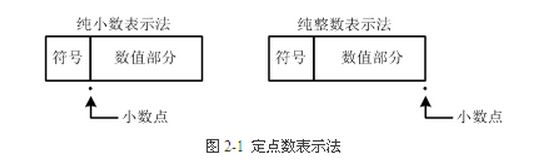 纯小数表示法 纯整数表示法
符号 数值部分 符号 数值部分
小数点 小数点
图 2-1 定点数表示法